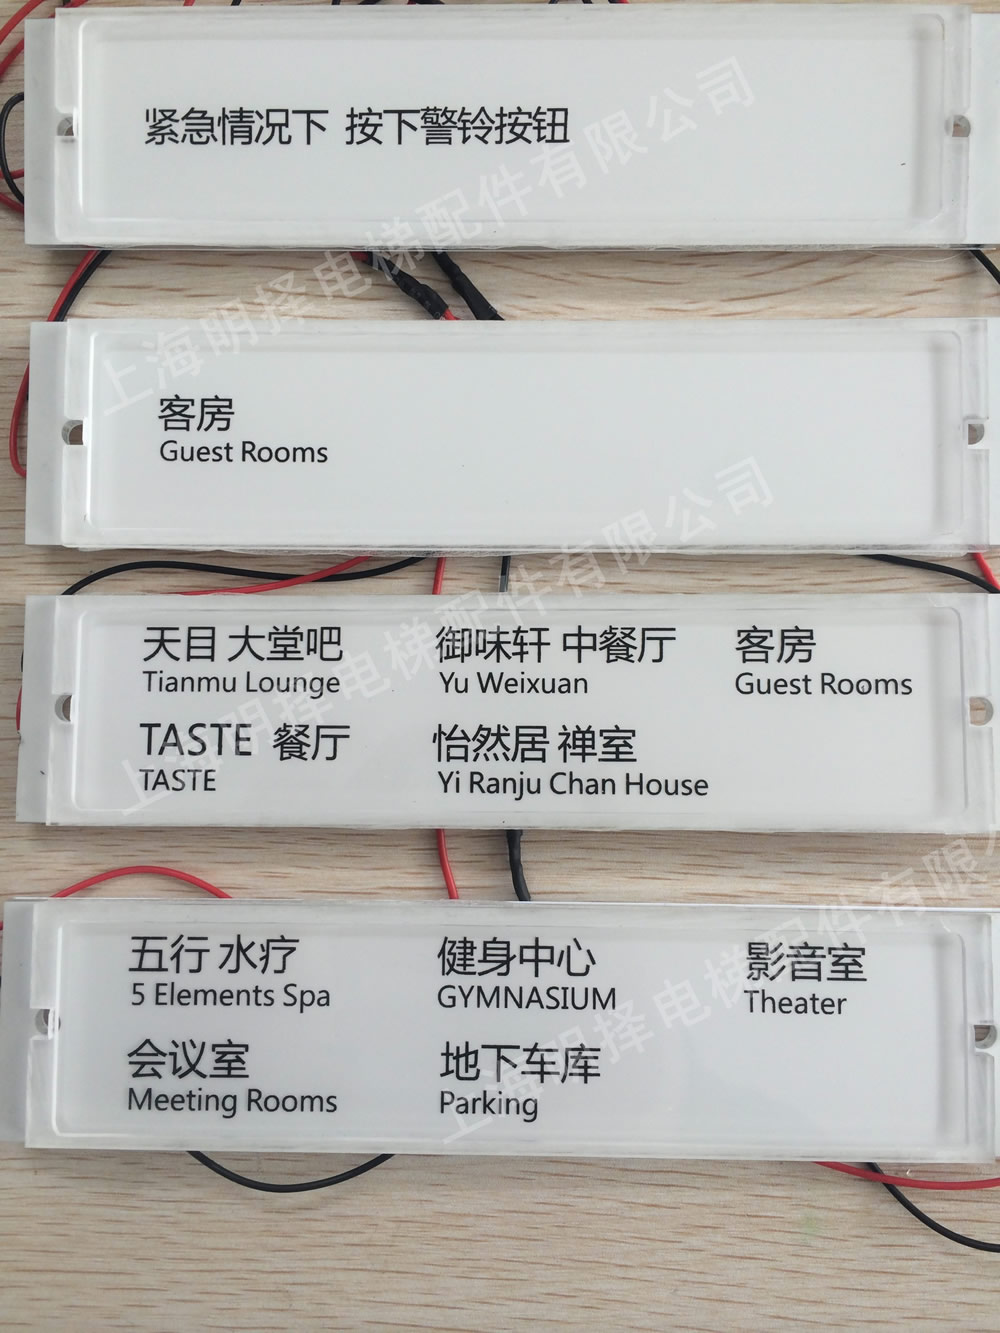 紧急情况下 按下警铃按钮
客房
Guest Rooms
天目 大堂吧 御味轩 中餐厅 客房
Tianmu Lounge Yu Weixuan Guest Rooms
TASTE 餐厅 怡然居 禅室
TASTE Yi Ranju Chan House
五行 水疗 健身中心 影音室
5 Elements Spa GYMNASIUM Theater
会议室 地下车库
Meeting Rooms Parking
上海明择电梯配件有限公司
上海明择电梯配件有限公司
上海明择电梯配件有限